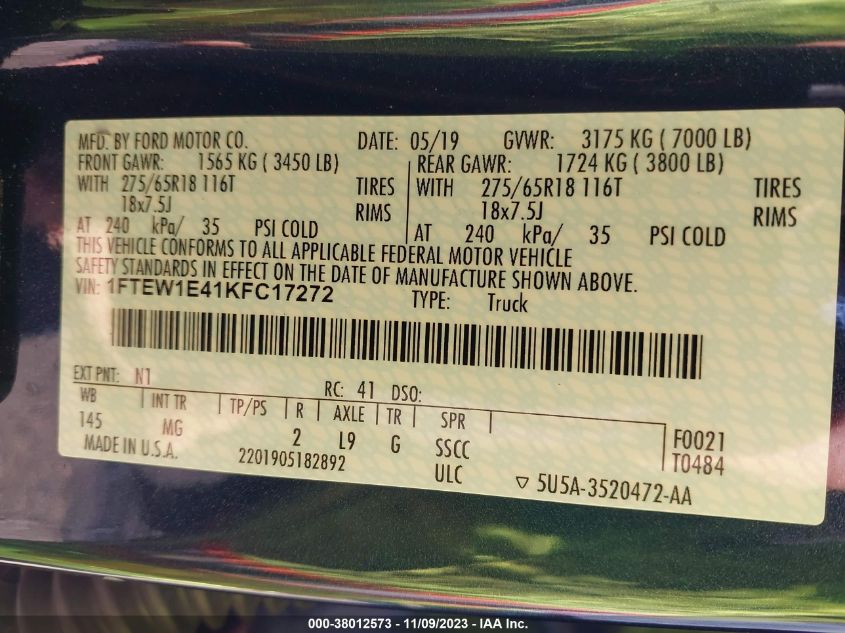 MFD. BY FORD MOTOR CO. DATE: 05/19 GVWR: 3175 KG ( 7000 LB)
FRONT GAWR: 1565 KG ( 3450 LB) REAR GAWR: 1724 KG ( 3800 LB)
WITH 275/65R18 116T TIRES WITH 275/65R18 116T TIRES
18x7.5J RIMS 18x7.5J RIMS
AT 240 kPa/ 35 PSI COLD AT 240 kPa/ 35 PSI COLD
THIS VEHICLE CONFORMS TO ALL APPLICABLE FEDERAL MOTOR VEHICLE
SAFETY STANDARDS IN EFFECT ON THE DATE OF MANUFACTURE SHOWN ABOVE.
VIN: 1FTEW1E41KFC17272 TYPE: Truck
EXT PNT: N1 RC: 41 DSO:
WB INT TR TP/PS R AXLE TR SPR
145 MG 2 L9 G SSCC F0021
MADE IN U.S.A. 2201905182892 ULC T0484
▽ 5U5A-3520472-AA
000-38012573 - 11/09/2023 - IAA Inc.